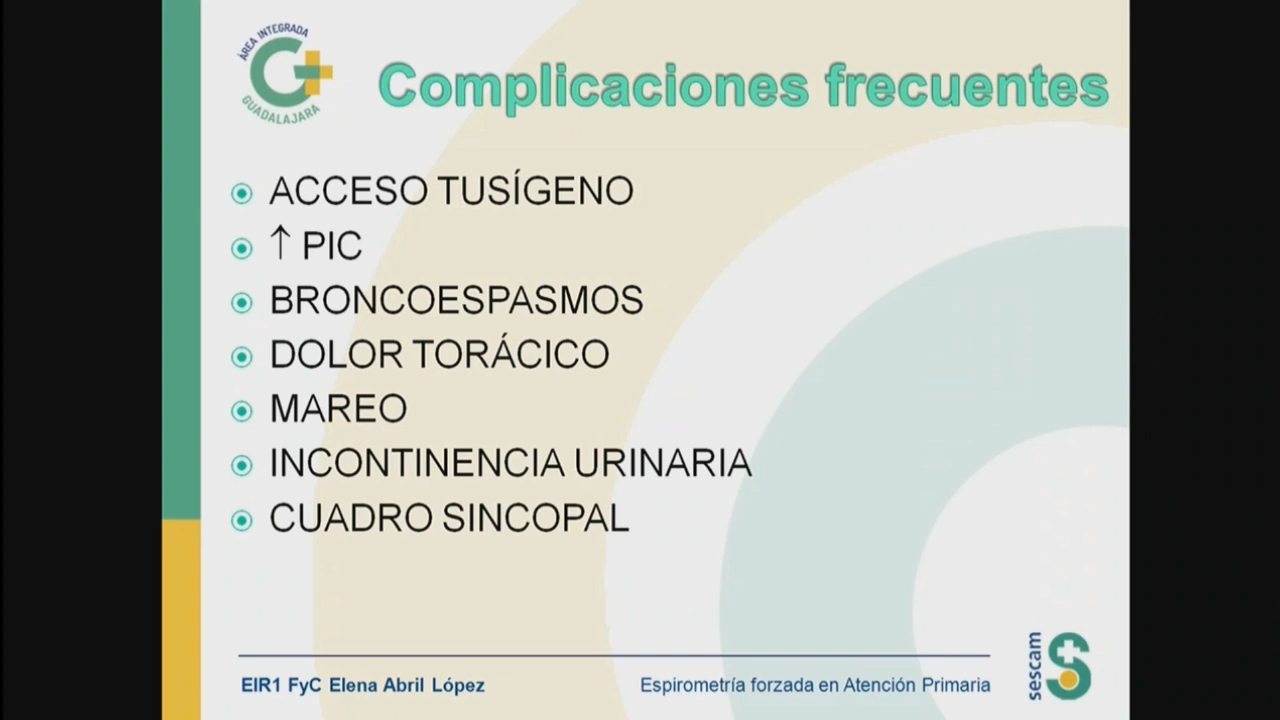 ÁREA INTEGRADA
GUADALAJARA
Complicaciones frecuentes
ACCESO TUSÍGENO
↑ PIC
BRONCOESPASMOS
DOLOR TORÁCICO
MAREO
INCONTINENCIA URINARIA
CUADRO SINCOPAL
EIR1 FyC Elena Abril López
Espirometría forzada en Atención Primaria
sescam